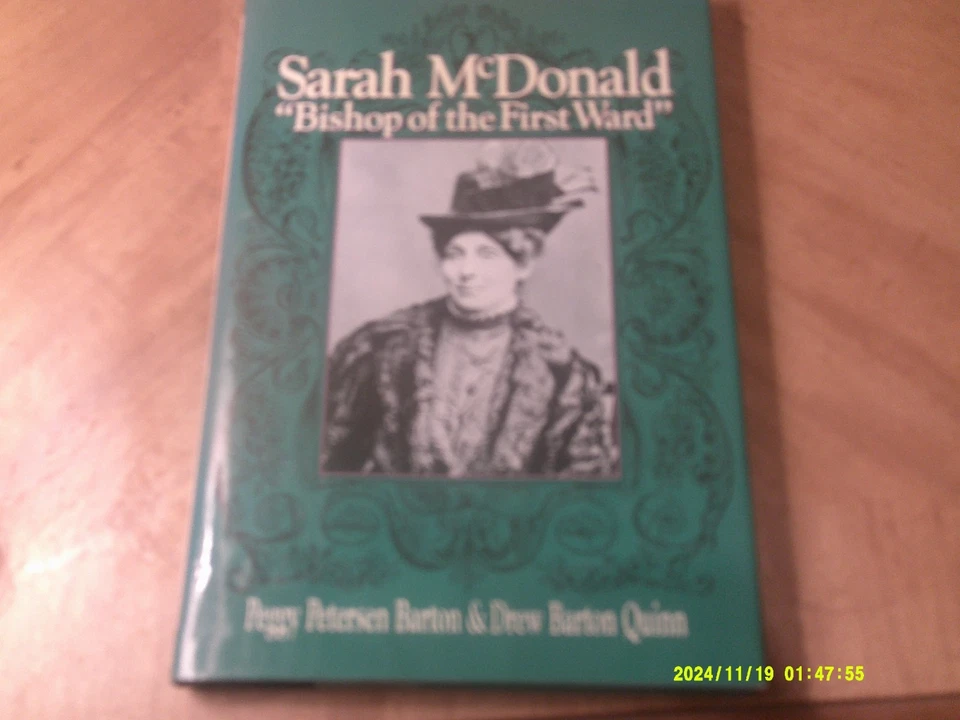 Sarah McDonald
"Bishop of the First Ward"
Peggy Petersen Barton & Drew Barton Quinn
2024/11/19 01:47:55